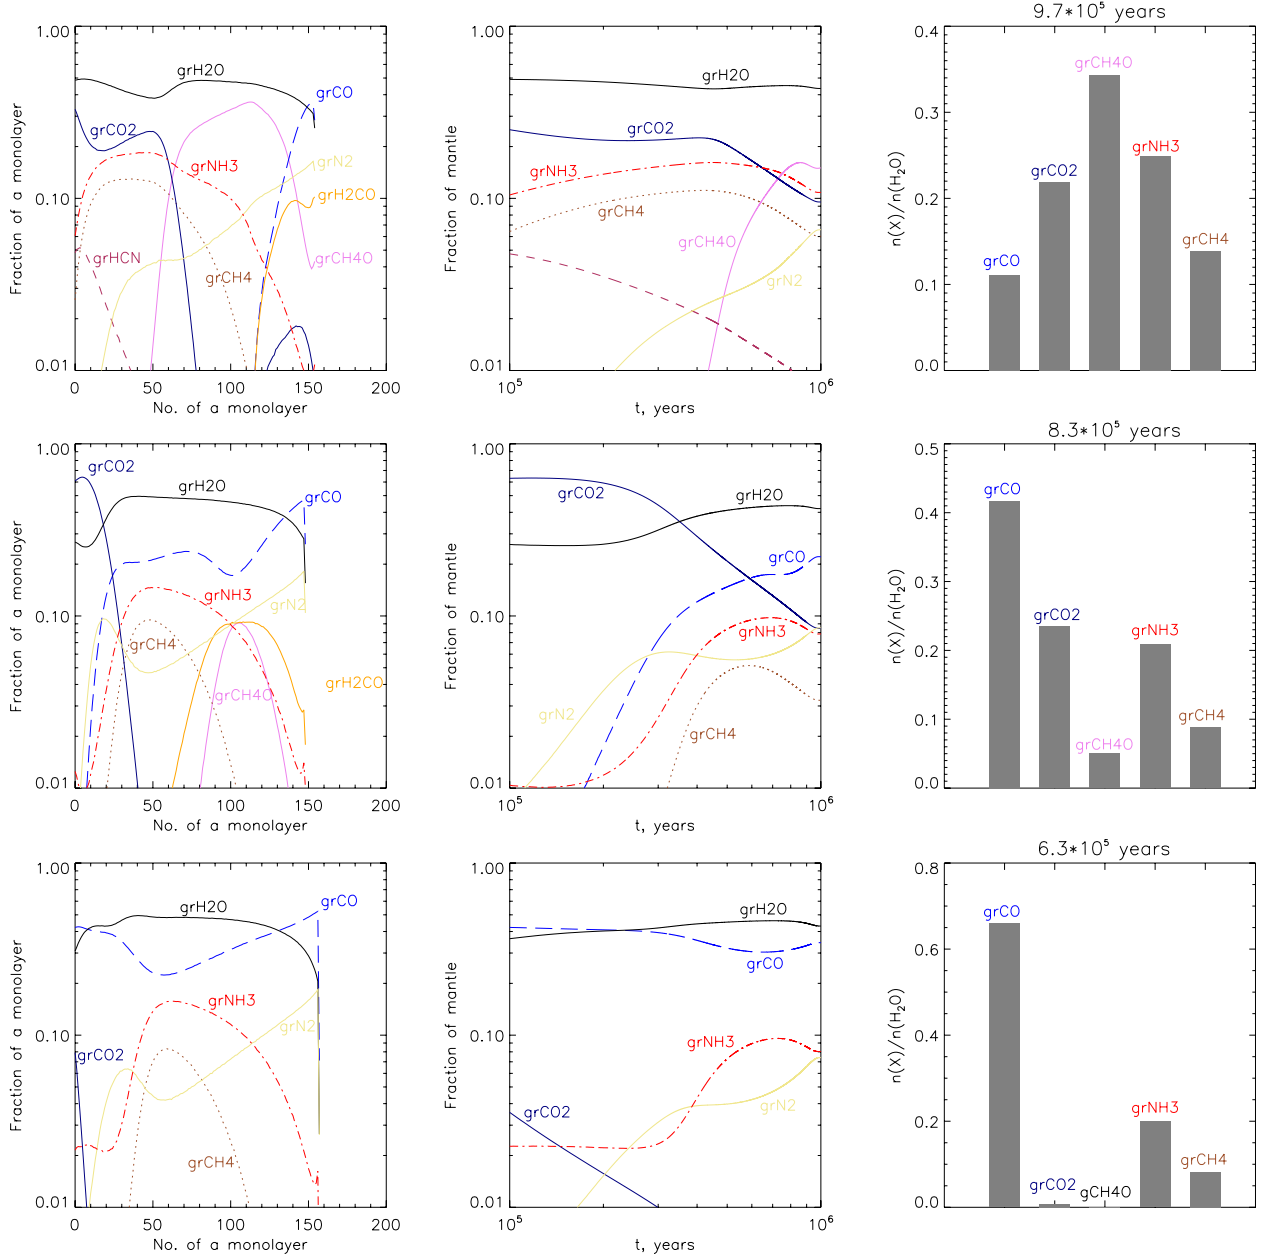 1.00
0.10
0.01
Fraction of a monolayer
grH2O
grCO
grCO2
grNH3
grN2
grH2CO
grHCN
grCH4
grCH4O
0 50 100 150 200
No. of a monolayer
1.00
0.10
0.01
Fraction of mantle
grH2O
grCO2
grNH3
grCH4
grCH4O
grN2
10^5 10^6
t, years
9.7*10^5 years
0.4
0.3
0.2
0.1
0.0
n(X)/n(H₂O)
grCO
grCO2
grCH4O
grNH3
grCH4
1.00
0.10
0.01
Fraction of a monolayer
grCO2
grH2O
grCO
grNH3
grN2
grCH4
grH2CO
grCH4O
0 50 100 150 200
No. of a monolayer
1.00
0.10
0.01
Fraction of mantle
grCO2
grH2O
grCO
grNH3
grN2
grCH4
10^5 10^6
t, years
8.3*10^5 years
0.5
0.4
0.3
0.2
0.1
0.0
n(X)/n(H₂O)
grCO
grCO2
grCH4O
grNH3
grCH4
1.00
0.10
0.01
Fraction of a monolayer
grH2O
grCO
grNH3
grN2
grCO2
grCH4
0 50 100 150 200
No. of a monolayer
1.00
0.10
0.01
Fraction of mantle
grH2O
grCO
grNH3
grN2
grCO2
10^5 10^6
t, years
6.3*10^5 years
0.8
0.6
0.4
0.2
0.0
n(X)/n(H₂O)
grCO
grCO2
gCH4O
grNH3
grCH4